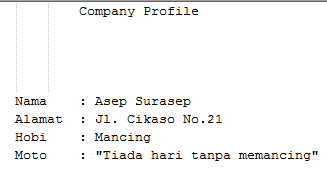 Company Profile
Nama    : Asep Surasep
Alamat  : Jl. Cikaso No.21
Hobi    : Mancing
Moto    : "Tiada hari tanpa memancing"